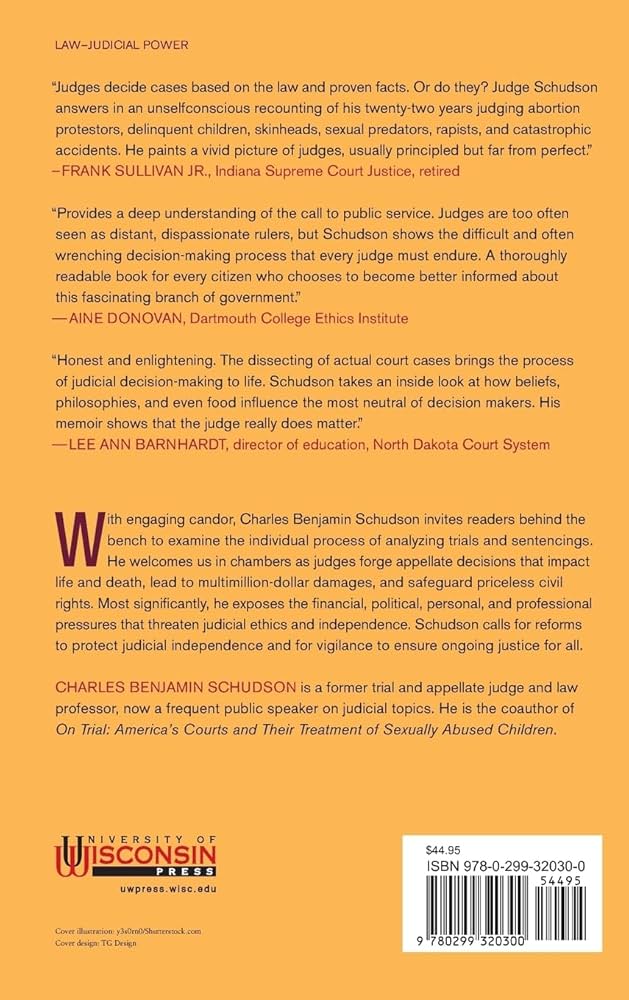 LAW–JUDICIAL POWER
“Judges decide cases based on the law and proven facts. Or do they? Judge Schudson
answers in an unselfconscious recounting of his twenty-two years judging abortion
protestors, delinquent children, skinheads, sexual predators, rapists, and catastrophic
accidents. He paints a vivid picture of judges, usually principled but far from perfect.”
–FRANK SULLIVAN JR., Indiana Supreme Court Justice, retired
“Provides a deep understanding of the call to public service. Judges are too often
seen as distant, dispassionate rulers, but Schudson shows the difficult and often
wrenching decision-making process that every judge must endure. A thoroughly
readable book for every citizen who chooses to become better informed about
this fascinating branch of government.”
—AINE DONOVAN, Dartmouth College Ethics Institute
“Honest and enlightening. The dissecting of actual court cases brings the process
of judicial decision-making to life. Schudson takes an inside look at how beliefs,
philosophies, and even food influence the most neutral of decision makers. His
memoir shows that the judge really does matter.”
—LEE ANN BARNHARDT, director of education, North Dakota Court System
With engaging candor, Charles Benjamin Schudson invites readers behind the
bench to examine the individual process of analyzing trials and sentencings.
He welcomes us in chambers as judges forge appellate decisions that impact
life and death, lead to multimillion-dollar damages, and safeguard priceless civil
rights. Most significantly, he exposes the financial, political, personal, and professional
pressures that threaten judicial ethics and independence. Schudson calls for reforms
to protect judicial independence and for vigilance to ensure ongoing justice for all.
CHARLES BENJAMIN SCHUDSON is a former trial and appellate judge and law
professor, now a frequent public speaker on judicial topics. He is the coauthor of
On Trial: America’s Courts and Their Treatment of Sexually Abused Children.
UNIVERSITY OF
WISCONSIN
PRESS
uwpress.wisc.edu
Cover illustration: y3s0rn0/Shutterstock.com
Cover design: TG Design
$44.95
ISBN 978-0-299-32030-0
54495
9 780299 320300